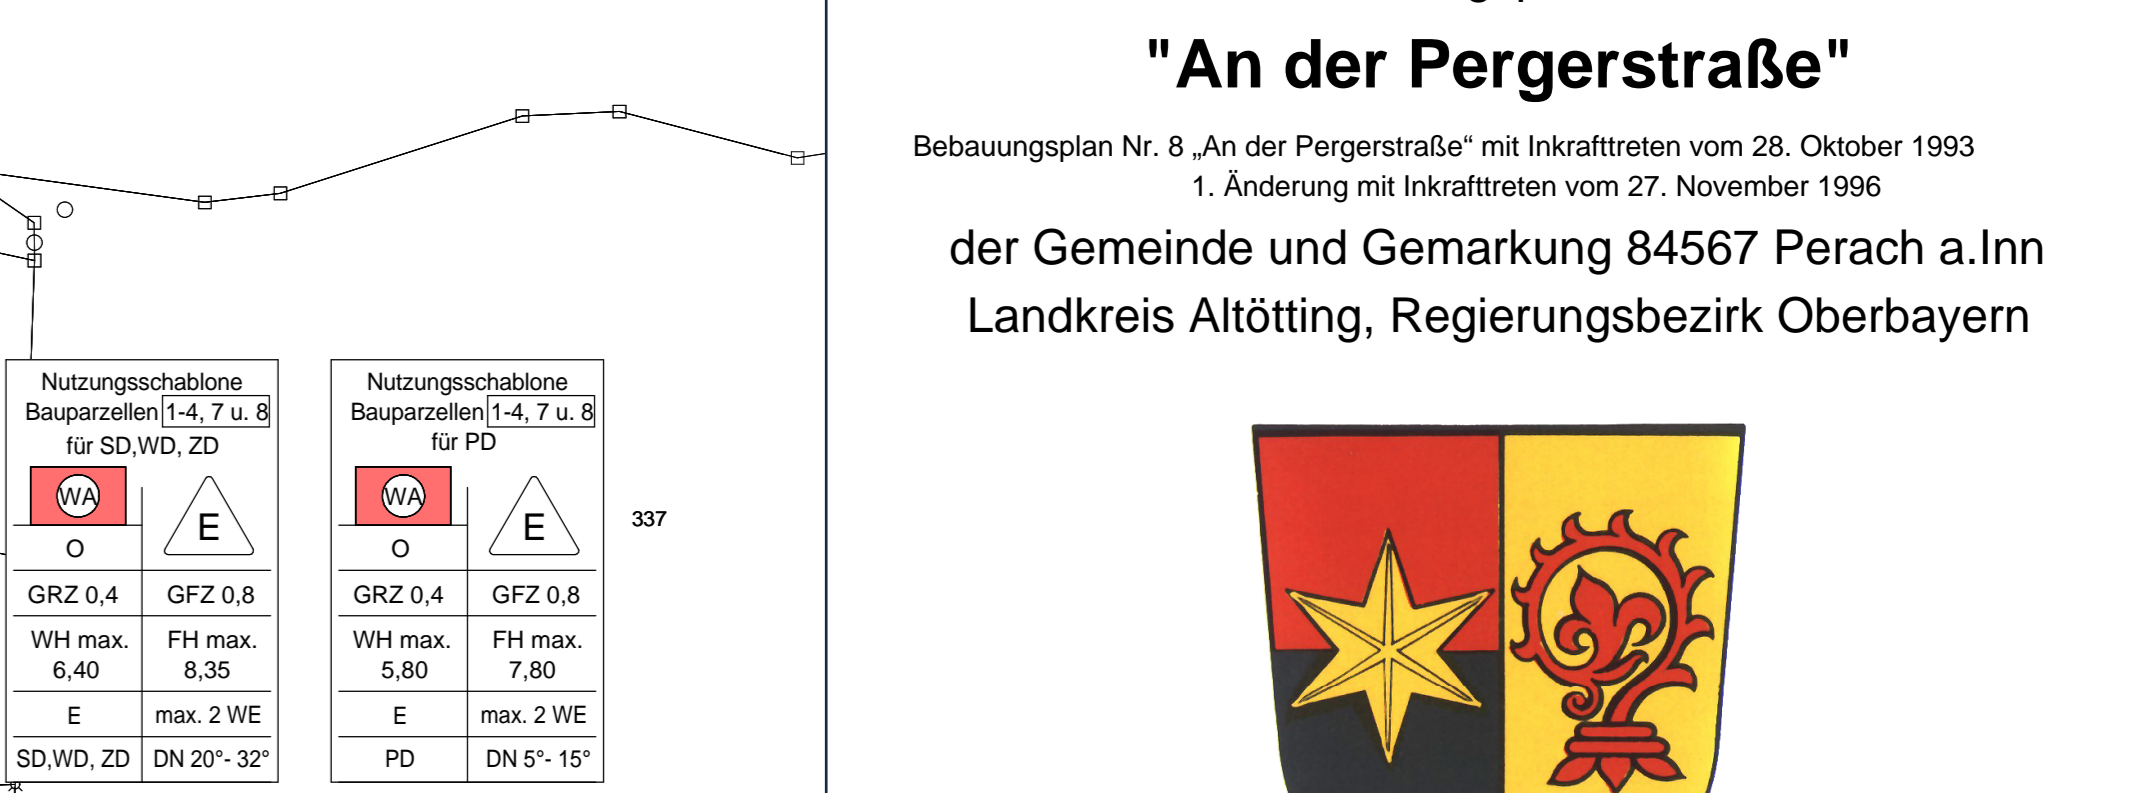 "An der Pergerstraße"
Bebauungsplan Nr. 8 „An der Pergerstraße“ mit Inkrafttreten vom 28. Oktober 1993
1. Änderung mit Inkrafttreten vom 27. November 1996
der Gemeinde und Gemarkung 84567 Perach a.Inn
Landkreis Altötting, Regierungsbezirk Oberbayern
Nutzungsschablone
Bauparzellen 1-4, 7 u. 8
für SD,WD, ZD
WA
E
O
GRZ 0,4 GFZ 0,8
WH max. FH max.
6,40 8,35
E max. 2 WE
SD,WD, ZD DN 20°- 32°
Nutzungsschablone
Bauparzellen 1-4, 7 u. 8
für PD
WA
E
O
GRZ 0,4 GFZ 0,8
WH max. FH max.
5,80 7,80
E max. 2 WE
PD DN 5°- 15°
337